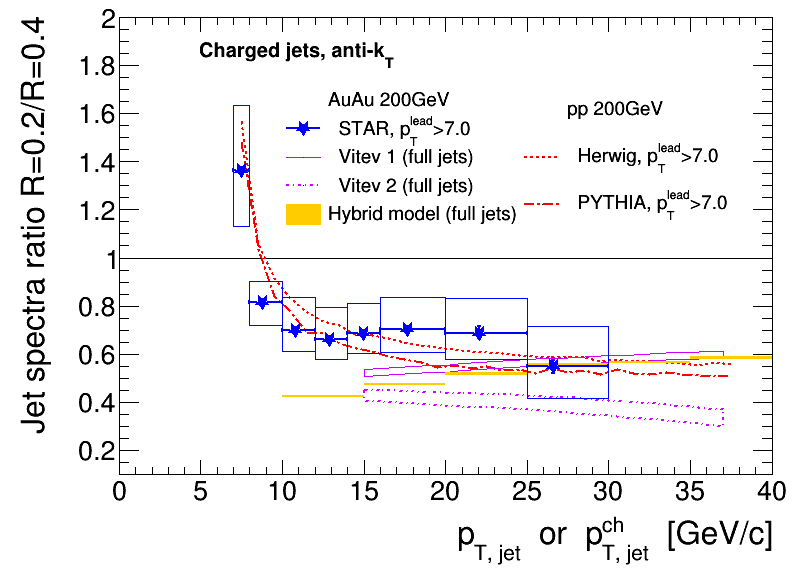 Jet spectra ratio R=0.2/R=0.4
2
1.8
1.6
1.4
1.2
1
0.8
0.6
0.4
0.2
Charged jets, anti-k_T
AuAu 200GeV
STAR, p_T^lead>7.0
Vitev 1 (full jets)
Vitev 2 (full jets)
Hybrid model (full jets)
pp 200GeV
Herwig, p_T^lead>7.0
PYTHIA, p_T^lead>7.0
0 5 10 15 20 25 30 35 40
p_T, jet or p_T, jet^ch [GeV/c]